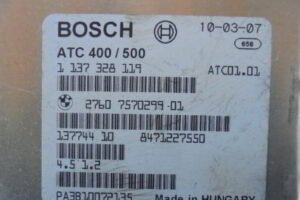 BOSCH 10-03-07
656
ATC 400 / 500
1 137 328 119 ATC01.01
2760 7570299-01
137744 10 8471227550
4.5 1.2
PA3810072135
Made in HUNGARY